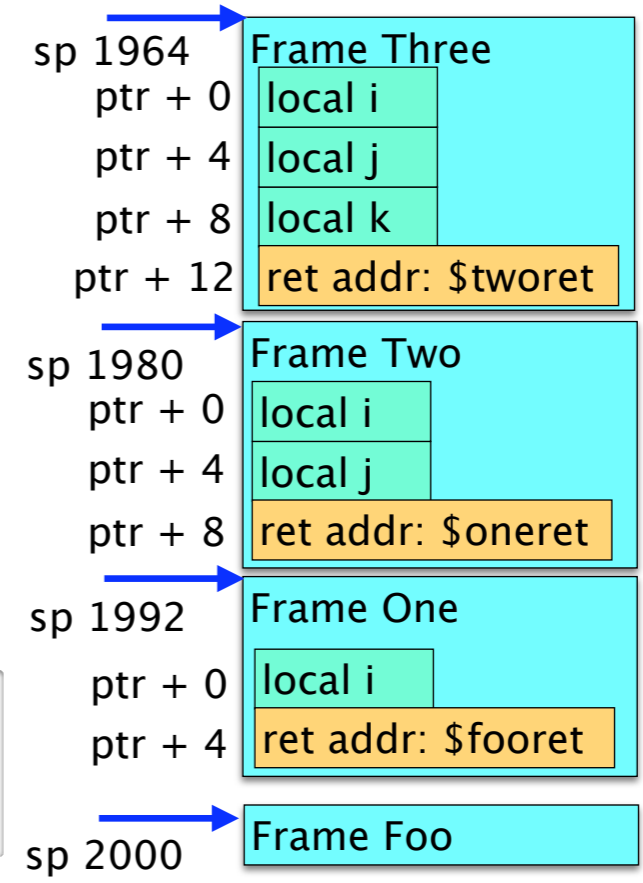 sp 1964 Frame Three
ptr + 0 local i
ptr + 4 local j
ptr + 8 local k
ptr + 12 ret addr: $tworet
sp 1980 Frame Two
ptr + 0 local i
ptr + 4 local j
ptr + 8 ret addr: $oneret
sp 1992 Frame One
ptr + 0 local i
ptr + 4 ret addr: $fooret
sp 2000 Frame Foo